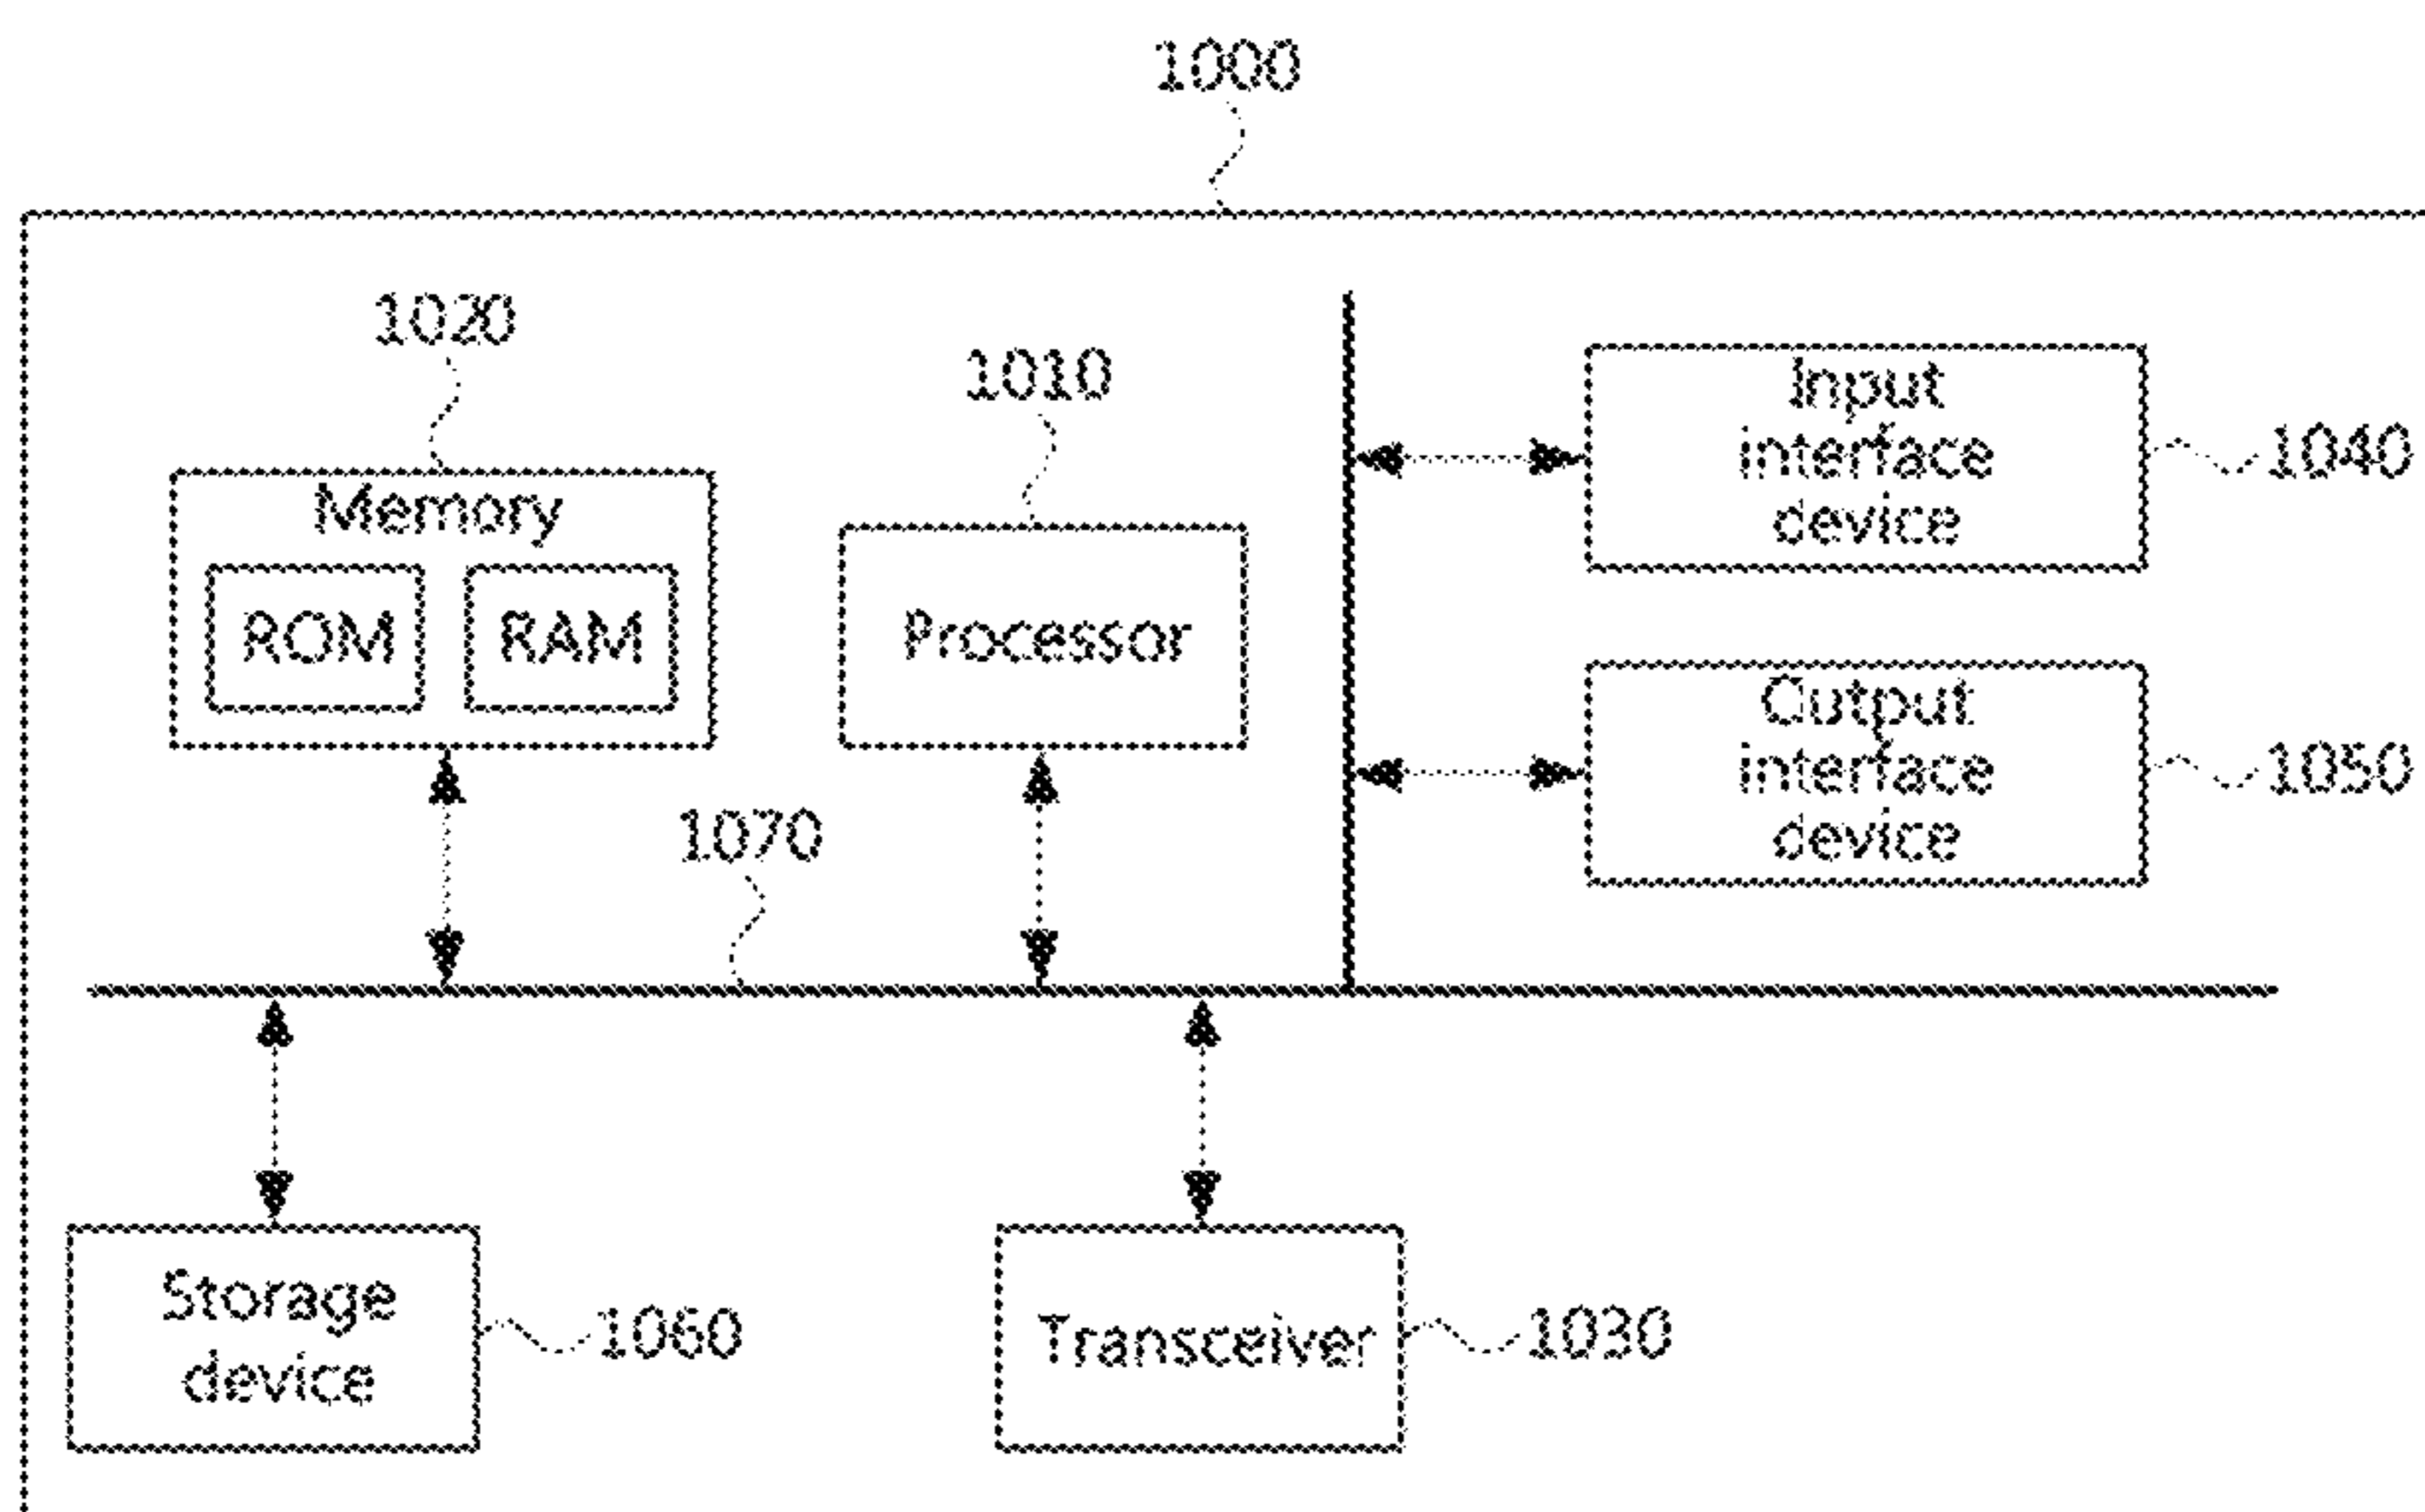 1000
1020
1010
Memory
ROM
RAM
Processor
Input
interface
device
1040
Output
interface
device
1050
1070
Storage
device
1060
Transceiver
1030